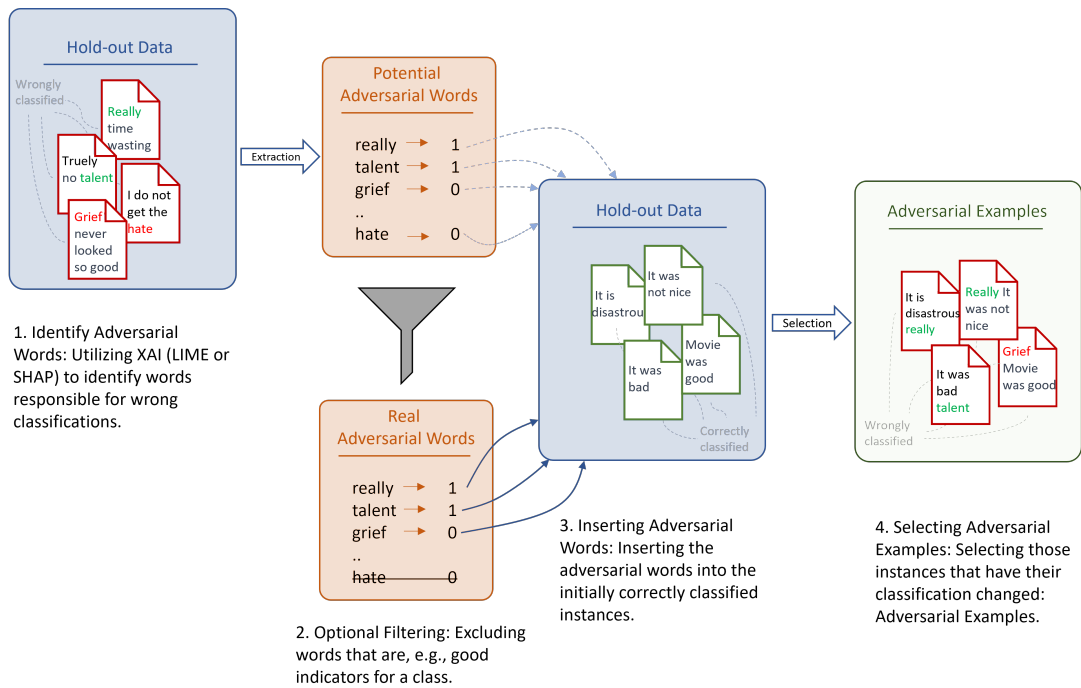 Hold-out Data
Wrongly
classified
Really
time
wasting
Truely
no talent
I do not
get the
hate
Grief
never
looked
so good
1. Identify Adversarial
Words: Utilizing XAI (LIME or
SHAP) to identify words
responsible for wrong
classifications.
Extraction
Potential
Adversarial Words
really 1
talent 1
grief 0
..
hate 0
Real
Adversarial Words
really 1
talent 1
grief 0
..
hate 0
2. Optional Filtering: Excluding
words that are, e.g., good
indicators for a class.
Hold-out Data
It was
not nice
It is
disastrous
Movie
was
good
It was
bad
Correctly
classified
3. Inserting Adversarial
Words: Inserting the
adversarial words into the
initially correctly classified
instances.
Selection
Adversarial Examples
It is
disastrous
really
Really It
was not
nice
Grief
Movie
was good
It was
bad
talent
Wrongly
classified
4. Selecting Adversarial
Examples: Selecting those
instances that have their
classification changed:
Adversarial Examples.